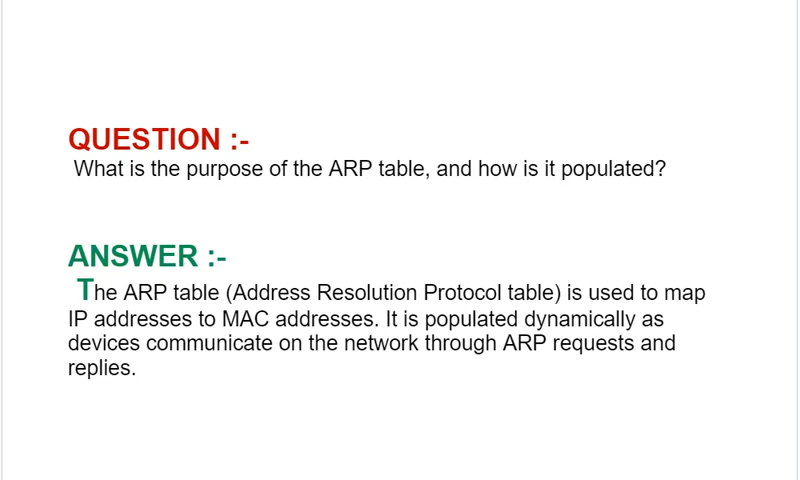 QUESTION :-
What is the purpose of the ARP table, and how is it populated?
ANSWER :-
The ARP table (Address Resolution Protocol table) is used to map
IP addresses to MAC addresses. It is populated dynamically as
devices communicate on the network through ARP requests and
replies.